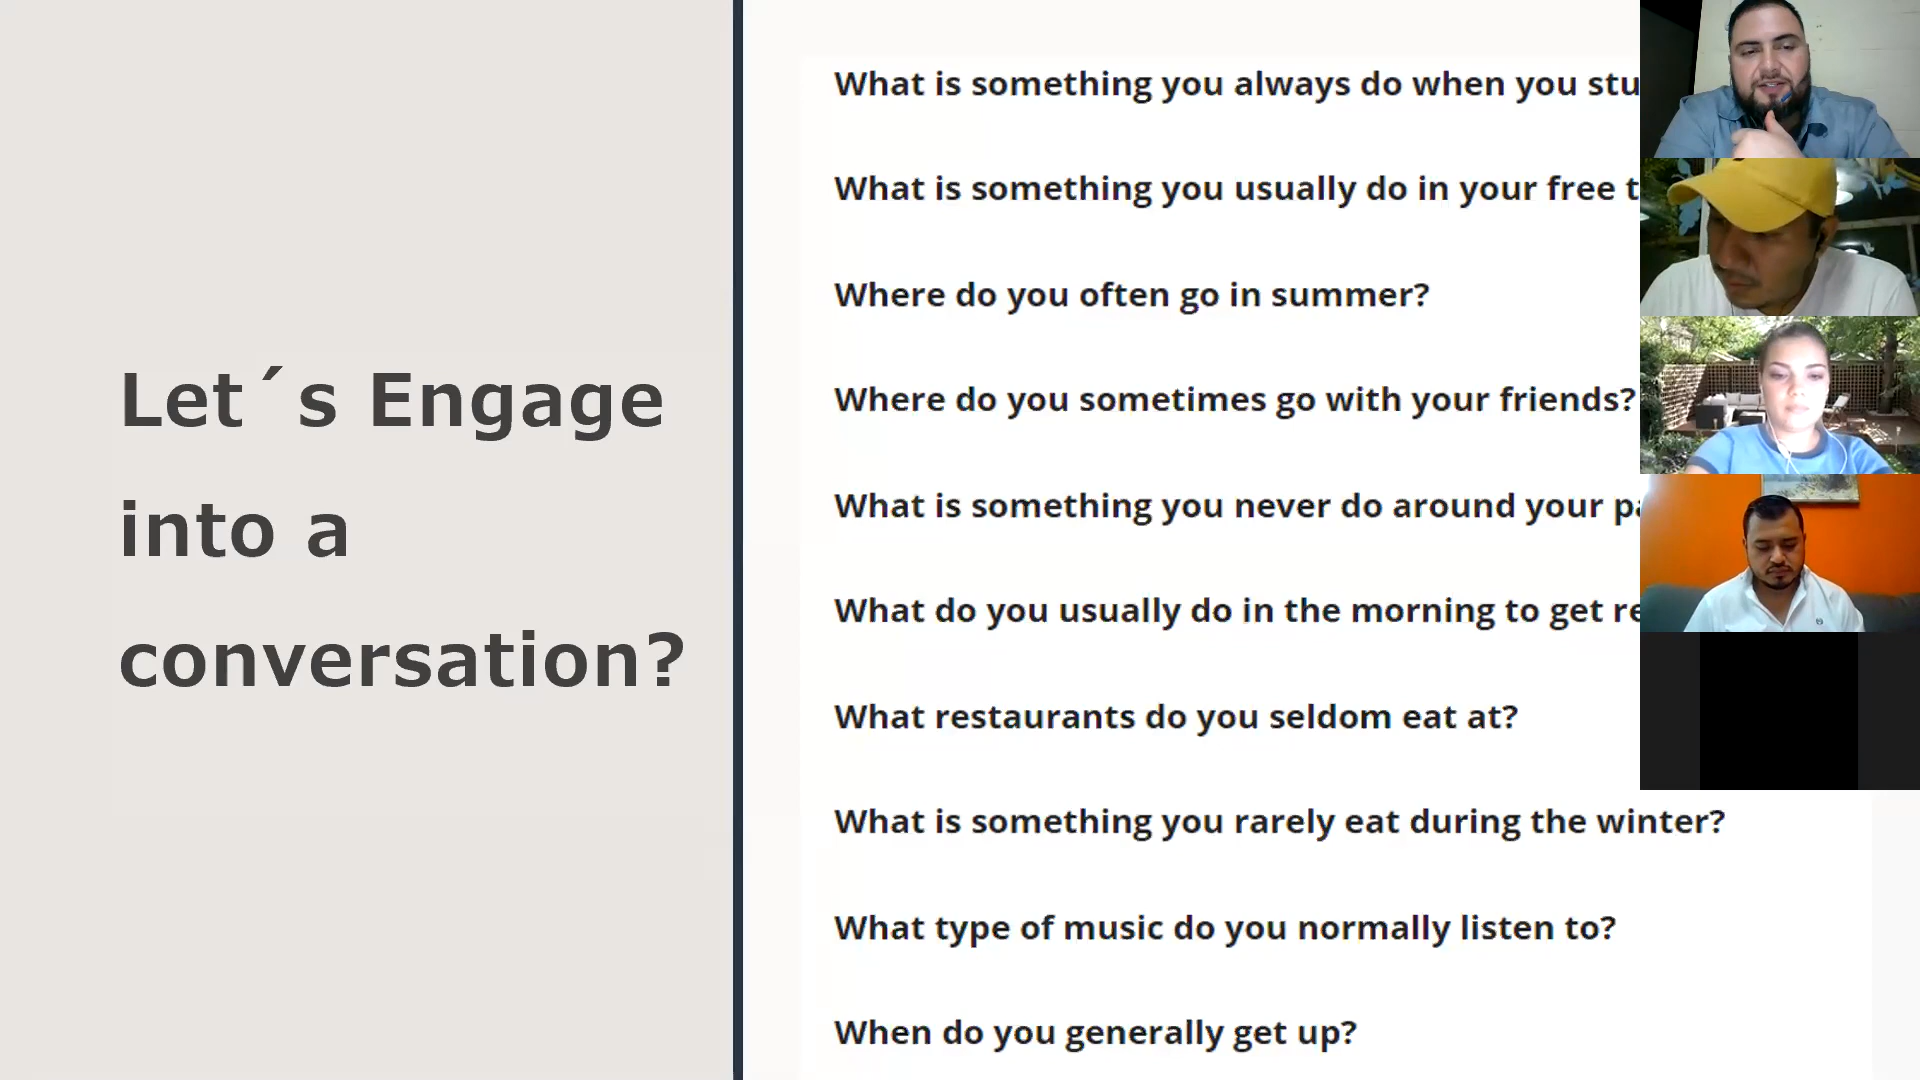 Let´s Engage
into a
conversation?
What is something you always do when you
What is something you usually do in your free
Where do you often go in summer?
Where do you sometimes go with your friends?
What is something you never do around your
What do you usually do in the morning to get
What restaurants do you seldom eat at?
What is something you rarely eat during the winter?
What type of music do you normally listen to?
When do you generally get up?